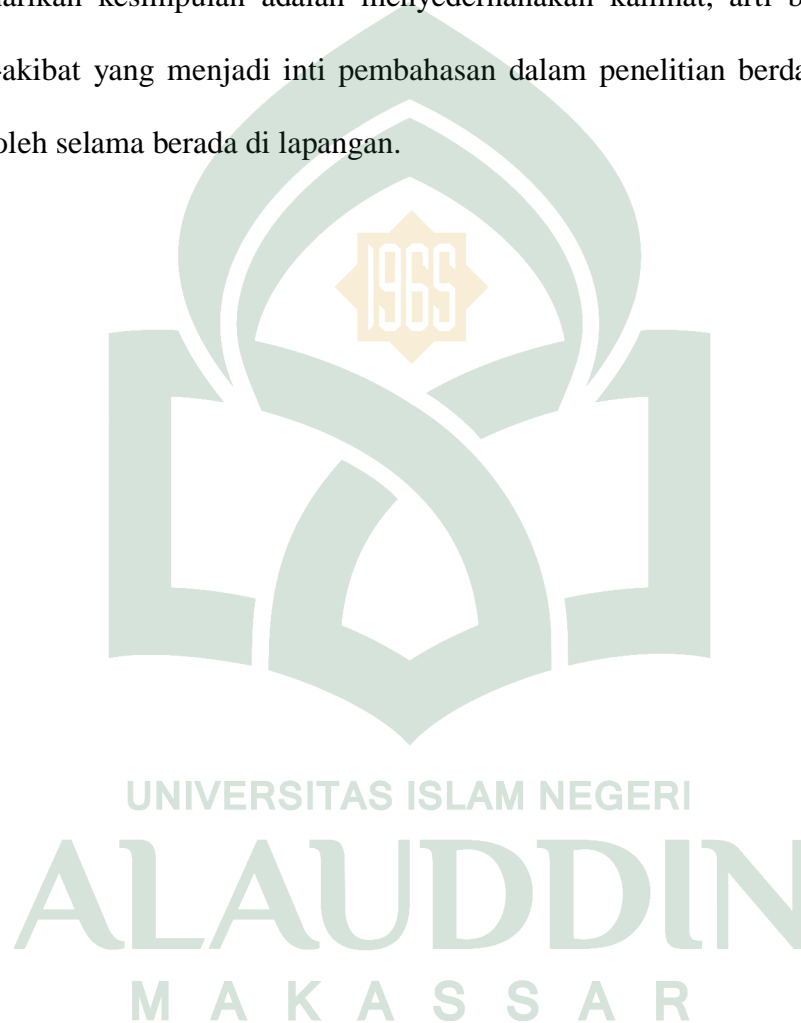 arikan kesimpulan adalah menyederhanakan kalimat, arti b
-akibat yang menjadi inti pembahasan dalam penelitian berda
oleh selama berada di lapangan.
1965
UNIVERSITAS ISLAM NEGERI
ALAUDDIN
MAKASSAR